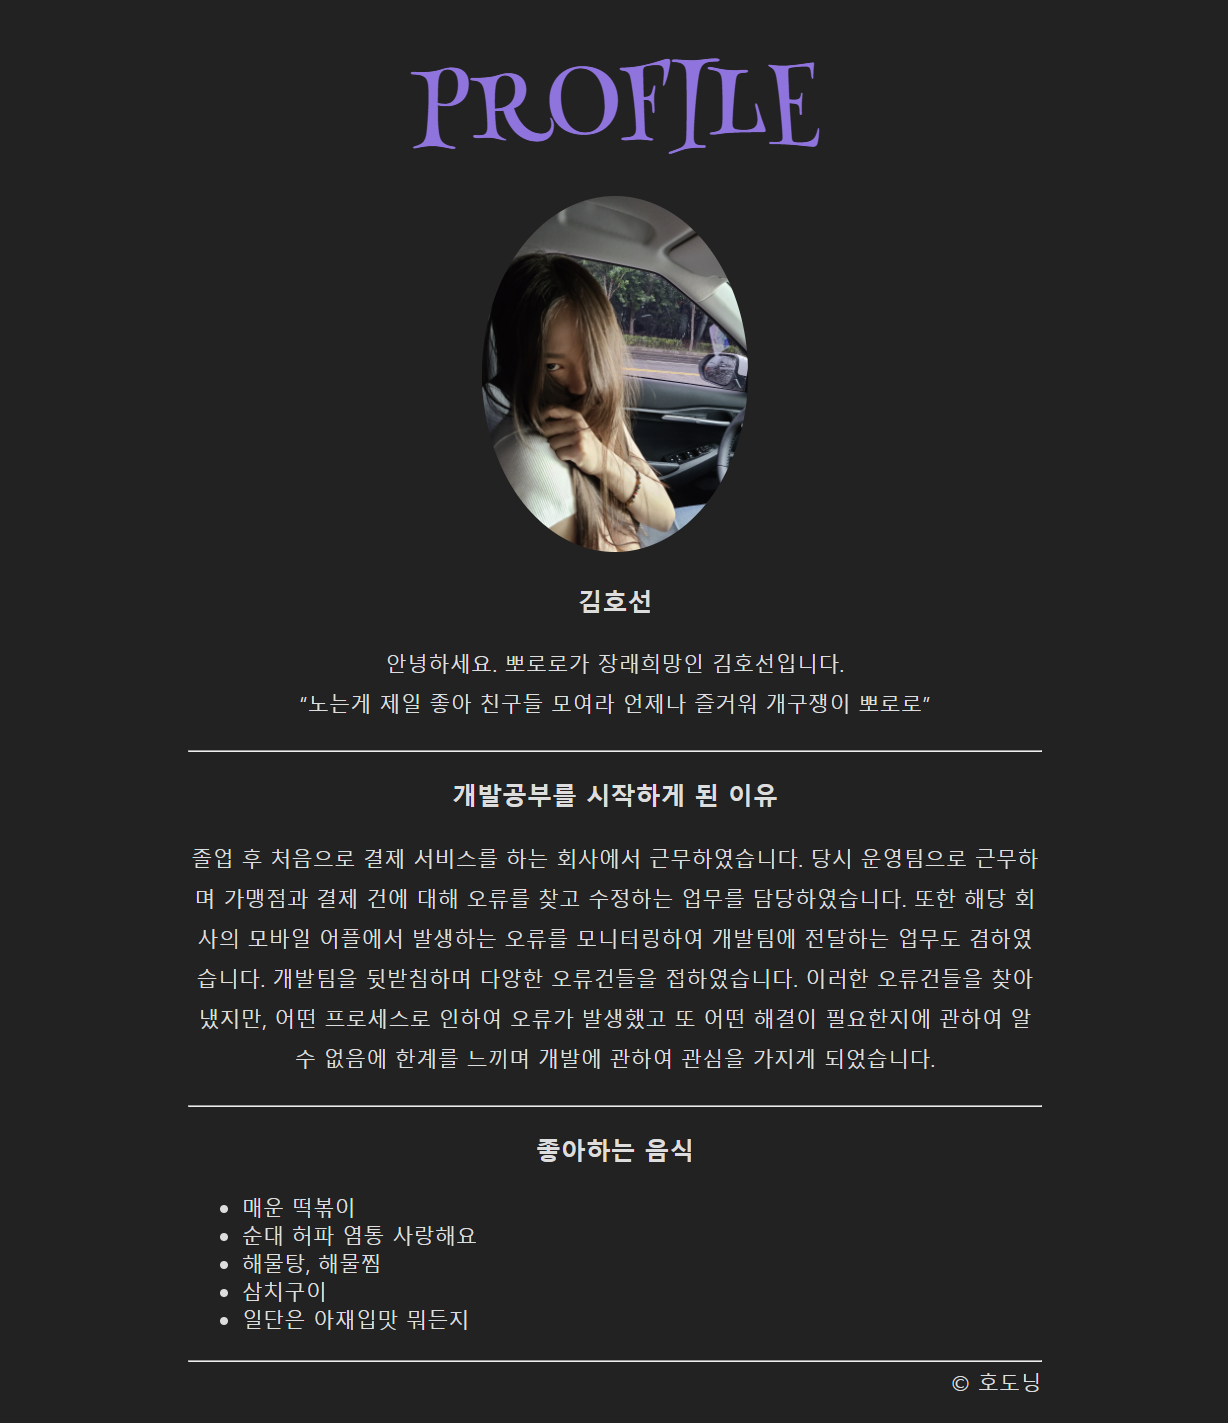 PROFILE
김호선
안녕하세요. 뽀로로가 장래희망인 김호선입니다.
“노는게 제일 좋아 친구들 모여라 언제나 즐거워 개구쟁이 뽀로로”
개발공부를 시작하게 된 이유
졸업 후 처음으로 결제 서비스를 하는 회사에서 근무하였습니다. 당시 운영팀으로 근무하
며 가맹점과 결제 건에 대해 오류를 찾고 수정하는 업무를 담당하였습니다. 또한 해당 회
사의 모바일 어플에서 발생하는 오류를 모니터링하여 개발팀에 전달하는 업무도 겸하였
습니다. 개발팀을 뒷받침하며 다양한 오류건들을 접하였습니다. 이러한 오류건들을 찾아
냈지만, 어떤 프로세스로 인하여 오류가 발생했고 또 어떤 해결이 필요한지에 관하여 알
수 없음에 한계를 느끼며 개발에 관하여 관심을 가지게 되었습니다.
좋아하는 음식
• 매운 떡볶이
• 순대 허파 염통 사랑해요
• 해물탕, 해물찜
• 삼치구이
• 일단은 아재입맛 뭐든지
© 호도닝